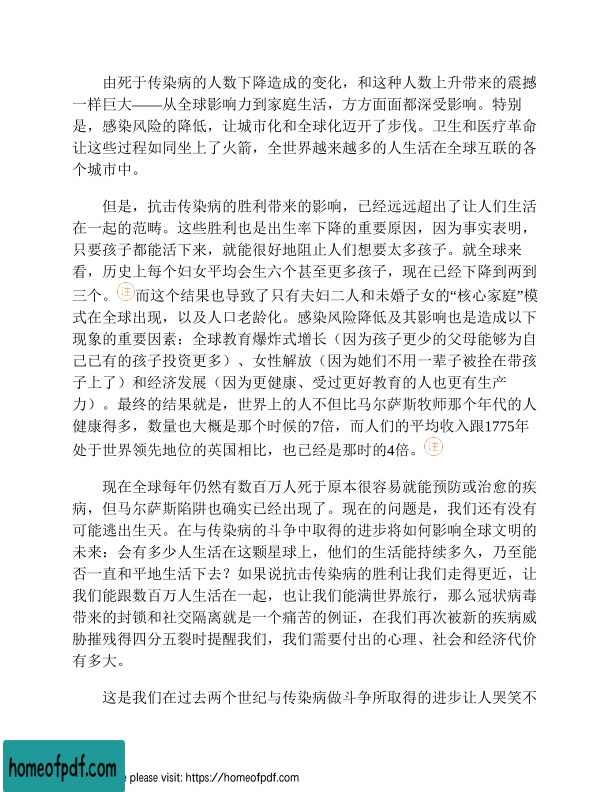 由死于传染病的人数下降造成的变化，和这种人数上升带来的震撼
一样巨大——从全球影响力到家庭生活，方方面面都深受影响。特别
是，感染风险的降低，让城市化和全球化迈开了步伐。卫生和医疗革命
让这些过程如同坐上了火箭，全世界越来越多的人生活在全球互联的各
个城市中。
但是，抗击传染病的胜利带来的影响，已经远远超出了让人们生活
在一起的范畴。这些胜利也是出生率下降的重要原因，因为事实表明，
只要孩子都能活下来，就能很好地阻止人们想要太多孩子。就全球来
看，历史上每个妇女平均会生六个甚至更多孩子，现在已经下降到两到
三个。注而这个结果也导致了只有夫妇二人和未婚子女的“核心家庭”模
式在全球出现，以及人口老龄化。感染风险降低及其影响也是造成以下
现象的重要因素：全球教育爆炸式增长（因为孩子更少的父母能够为自
己已有的孩子投资更多）、女性解放（因为她们不用一辈子被拴在带孩
子上了）和经济发展（因为更健康、受过更好教育的人也更有生产
力）。最终的结果就是，世界上的人不但比马尔萨斯牧师那个年代的人
健康得多，数量也大概是那个时候的7倍，而人们的平均收入跟1775年
处于世界领先地位的英国相比，也已经是那时的4倍。注
现在全球每年仍然有数百万人死于原本很容易就能预防或治愈的疾
病，但马尔萨斯陷阱也确实已经出现了。现在的问题是，我们还有没有
可能逃出生天。在与传染病的斗争中取得的进步将如何影响全球文明的
未来：会有多少人生活在这颗星球上，他们的生活能持续多久，乃至能
否一直和平地生活下去？如果说抗击传染病的胜利让我们走得更近，让
我们能跟数百万人生活在一起，也让我们能满世界旅行，那么冠状病毒
带来的封锁和社交隔离就是一个痛苦的例证，在我们再次被新的疾病威
胁摧残得四分五裂时提醒我们，我们需要付出的心理、社会和经济代价
有多大。
这是我们在过去两个世纪与传染病做斗争所取得的进步让人哭笑不
homeofpdf.com
e please visit: https://homeofpdf.com